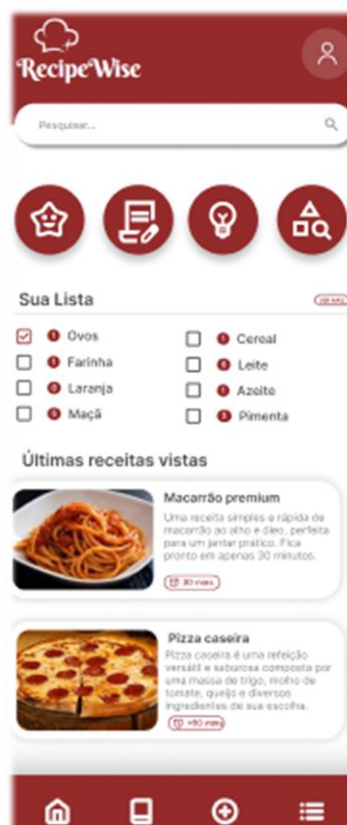 RecipeWise
Pesquisar...
Sua Lista
Ovos
Farinha
Laranja
Maçã
Cereal
Leite
Azeite
Pimenta
Últimas receitas vistas
Macarrão premium
Uma receita simples e rápida de
macarrão ao alho e óleo, perfeita
para um jantar prático. Fica
pronto em apenas 30 minutos.
30 mins
Pizza caseira
Pizza caseira é uma refeição
versátil e saborosa composta por
uma massa de trigo, molho de
tomate, queijo e diversos
ingredientes de sua escolha.